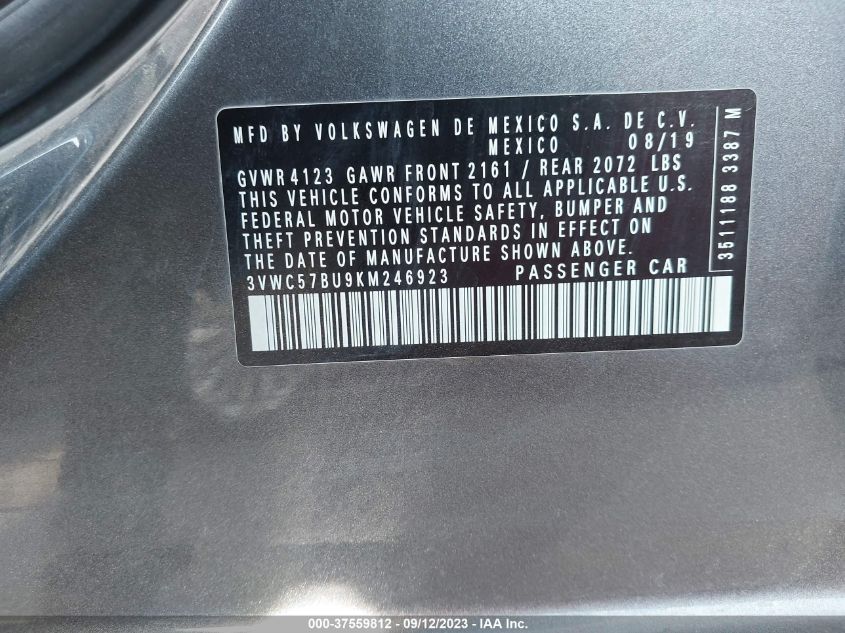 MFD BY VOLKSWAGEN DE MEXICO S.A. DE C.V.
MEXICO 08/19
GVWR 4123 GAWR FRONT 2161 / REAR 2072 LBS
THIS VEHICLE CONFORMS TO ALL APPLICABLE U.S.
FEDERAL MOTOR VEHICLE SAFETY, BUMPER AND
THEFT PREVENTION STANDARDS IN EFFECT ON
THE DATE OF MANUFACTURE SHOWN ABOVE.
3VWC57BU9KM246923 PASSENGER CAR
3511188 3387 M
000-37559812 - 09/12/2023 - IAA Inc.